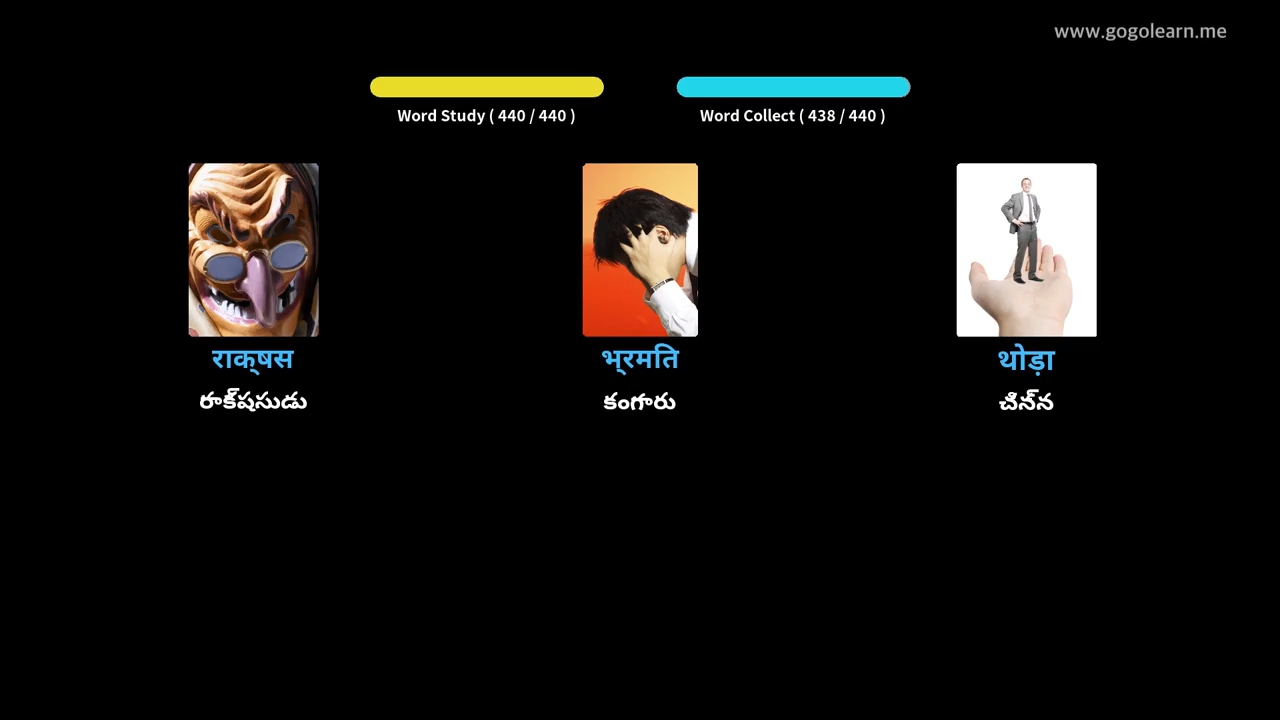 www.gogolearn.me
Word Study ( 440 / 440 )
Word Collect ( 438 / 440 )
राक्षस
भ्रमति
थोड़ा
రాక్షసుడు
కంగారు
చిన్న